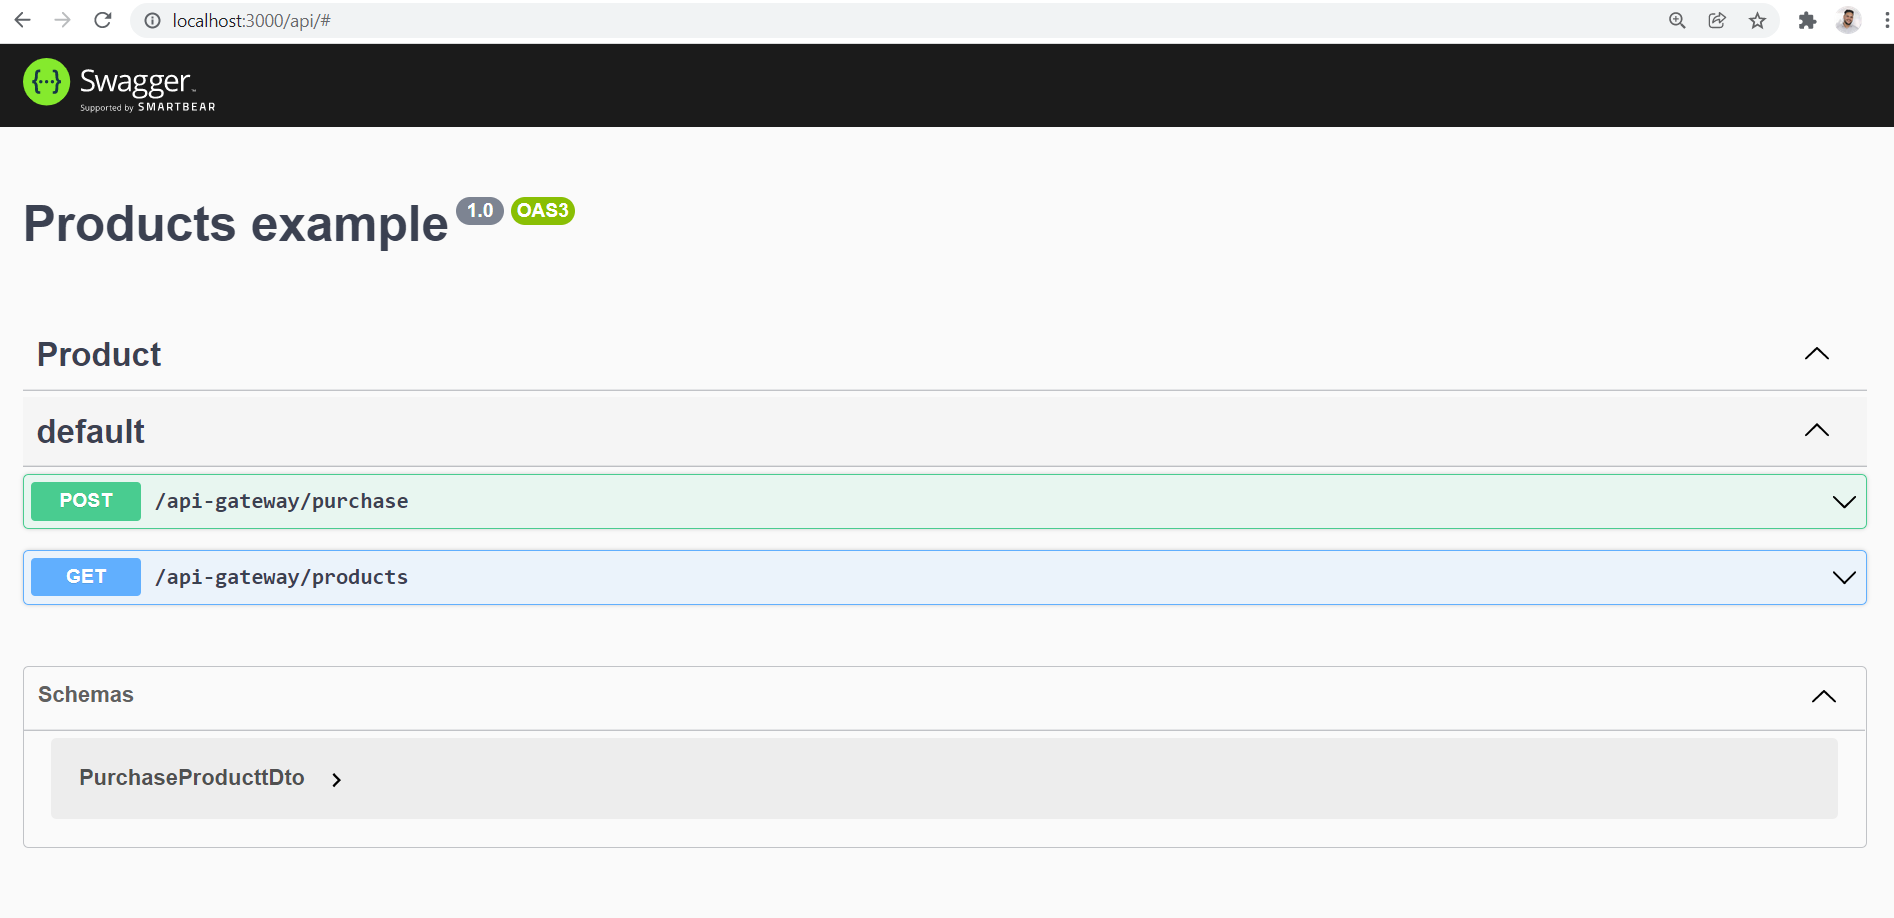 localhost:3000/api/#
{···} Swagger™
Supported by SMARTBEAR
Products example 1.0 OAS3
Product
default
POST /api-gateway/purchase
GET /api-gateway/products
Schemas
PurchaseProducttDto